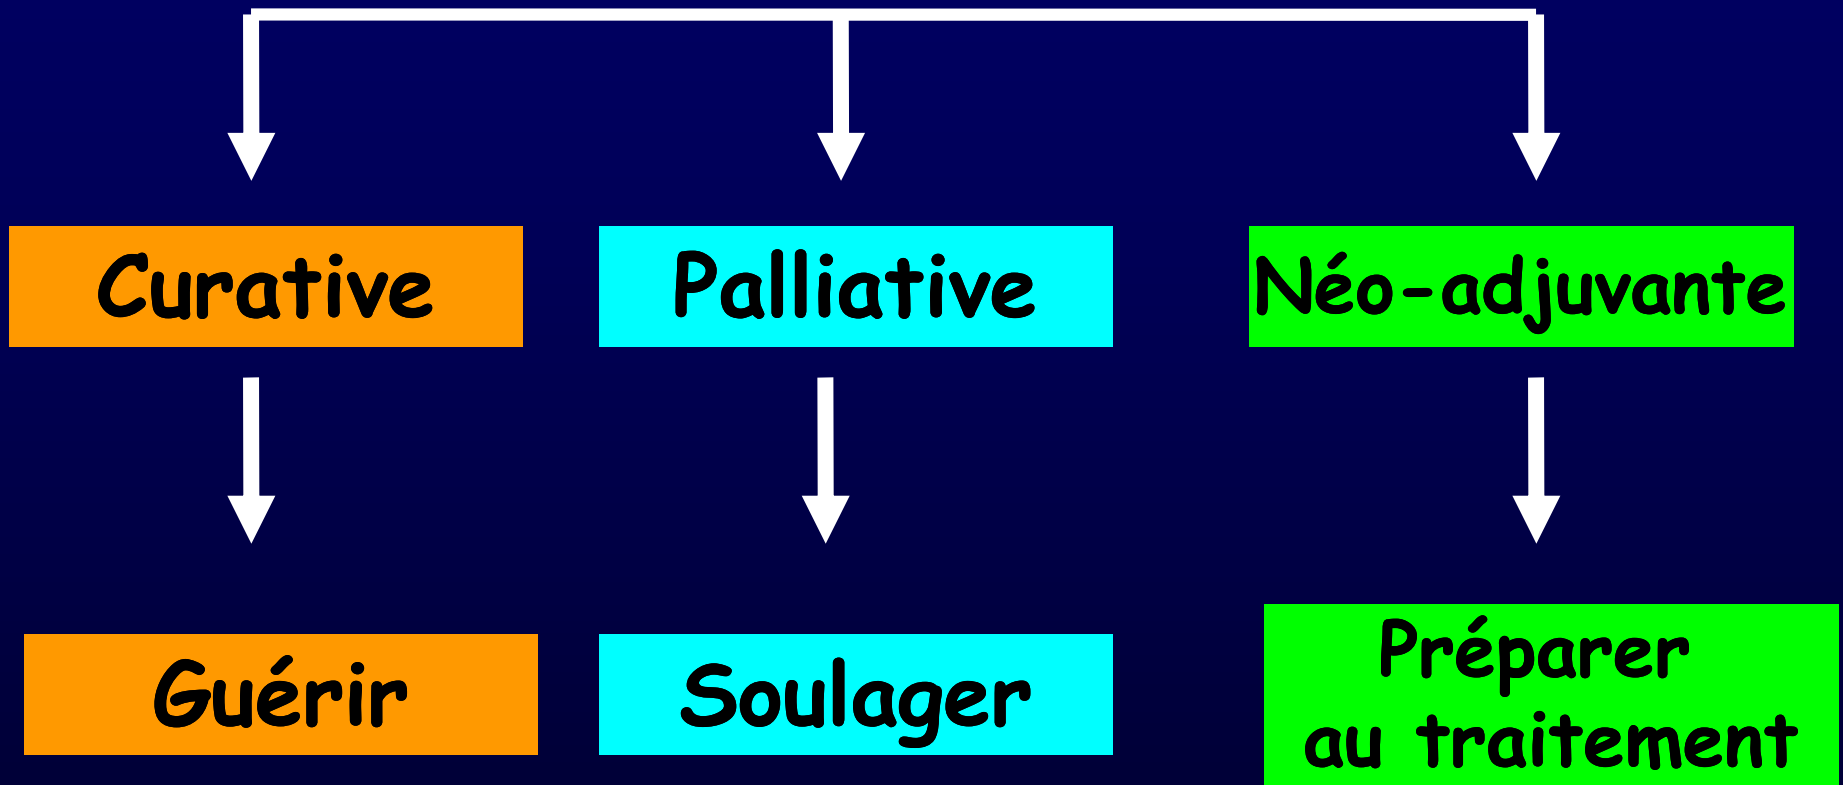 Curative
Palliative
Néo-adjuvante
Guérir
Soulager
Préparer
au traitement